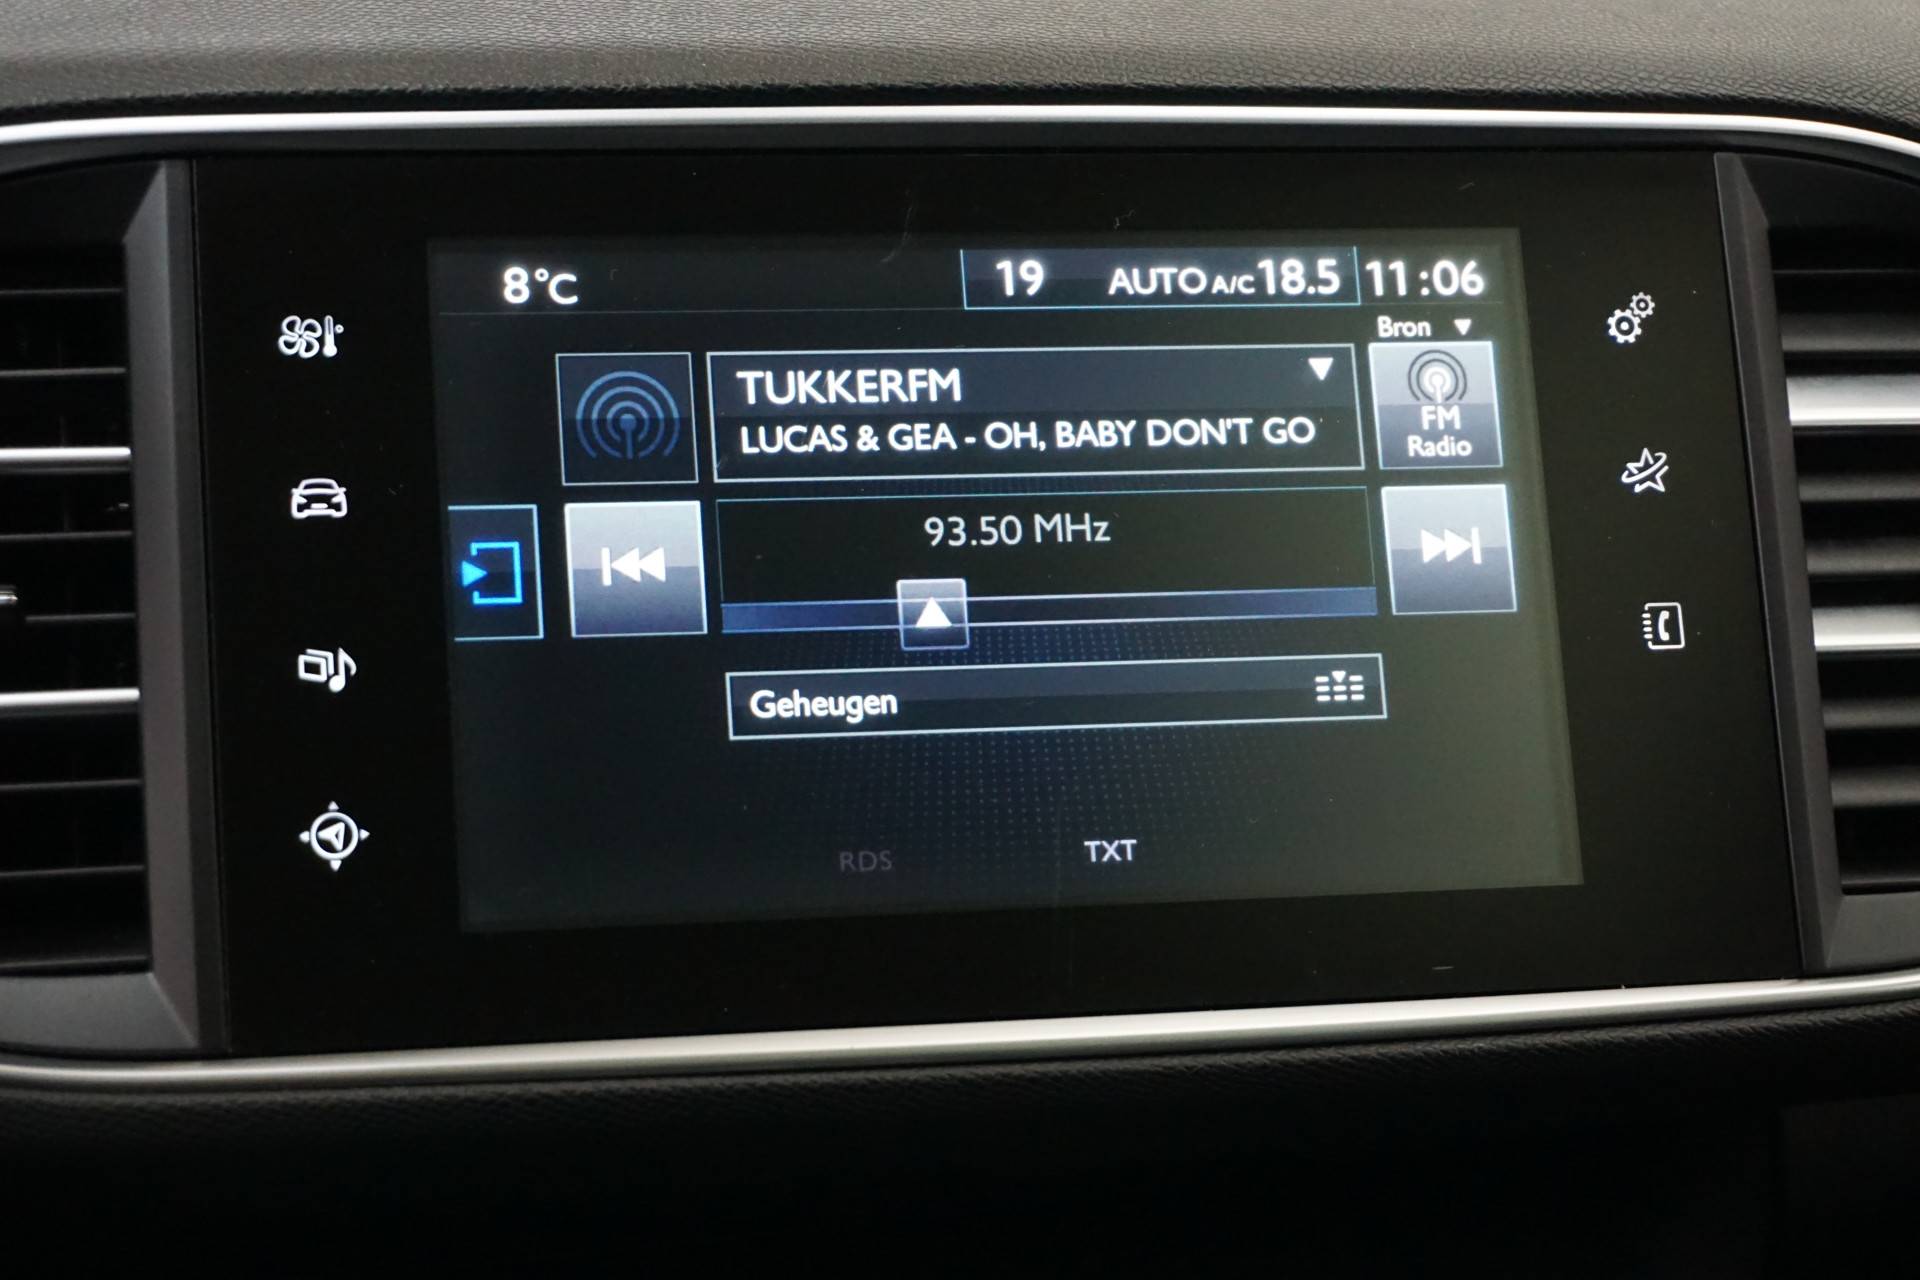 8°C 19 AUTO A/C 18.5 11:06
Bron
TUKKERFM
LUCAS & GEA - OH, BABY DON'T GO
FM
Radio
93.50 MHz
Geheugen
RDS TXT